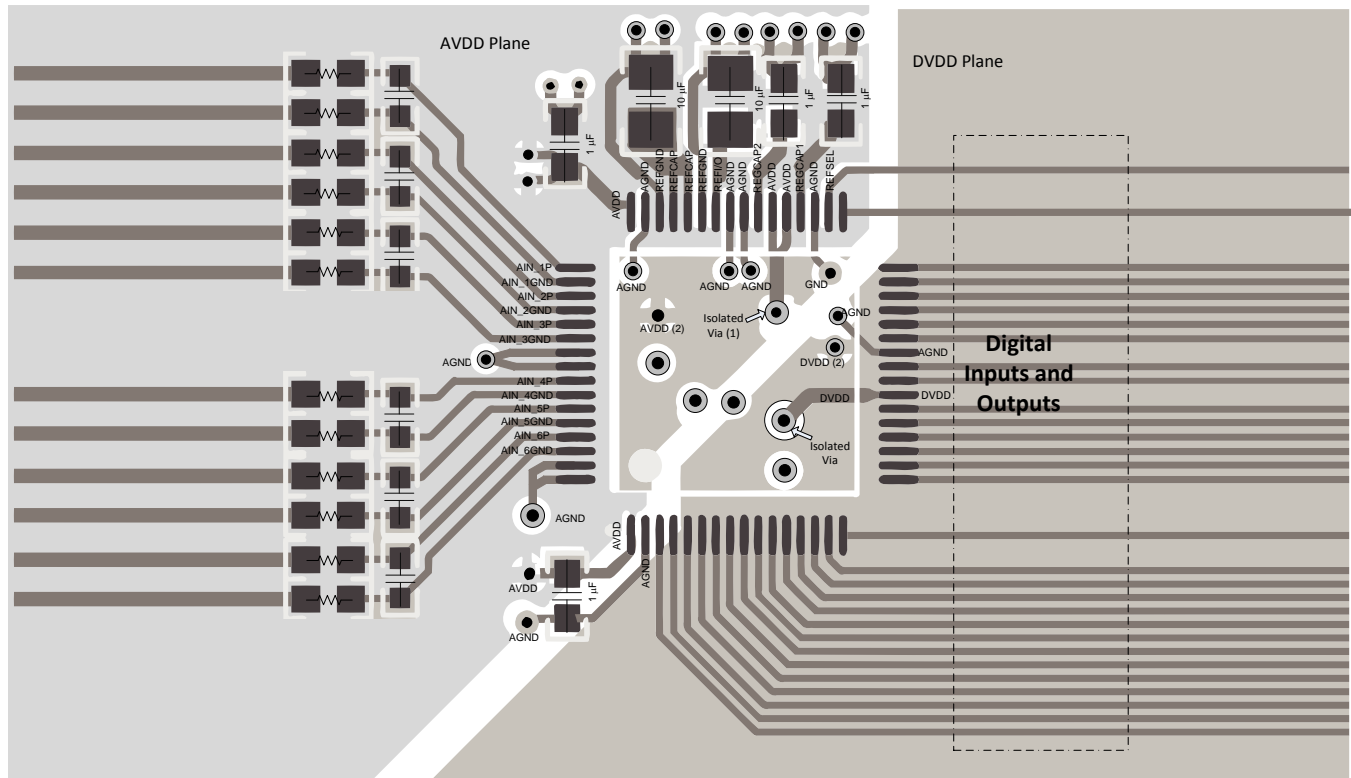 AVDD Plane
DVDD Plane
10 µF
10 µF
1 µF
1 µF
1 µF
AVDD
AGND
REFGND
REFCAP
REFCAP
REFGND
REFI/O
AGND
AGND
REGCAP2
AVDD
AVDD
REGCAP1
AGND
REFSEL
AIN_1P
AIN_1GND
AIN_2P
AIN_2GND
AIN_3P
AIN_3GND
AGND
AIN_4P
AIN_4GND
AIN_5P
AIN_5GND
AIN_6P
AIN_6GND
AGND
AGND
AGND
AGND
GND
AVDD (2)
Isolated
Via (1)
AGND
DVDD (2)
AGND
DVDD
DVDD
Isolated
Via
Digital
Inputs and
Outputs
AVDD
AGND
AVDD
AGND
1 µF